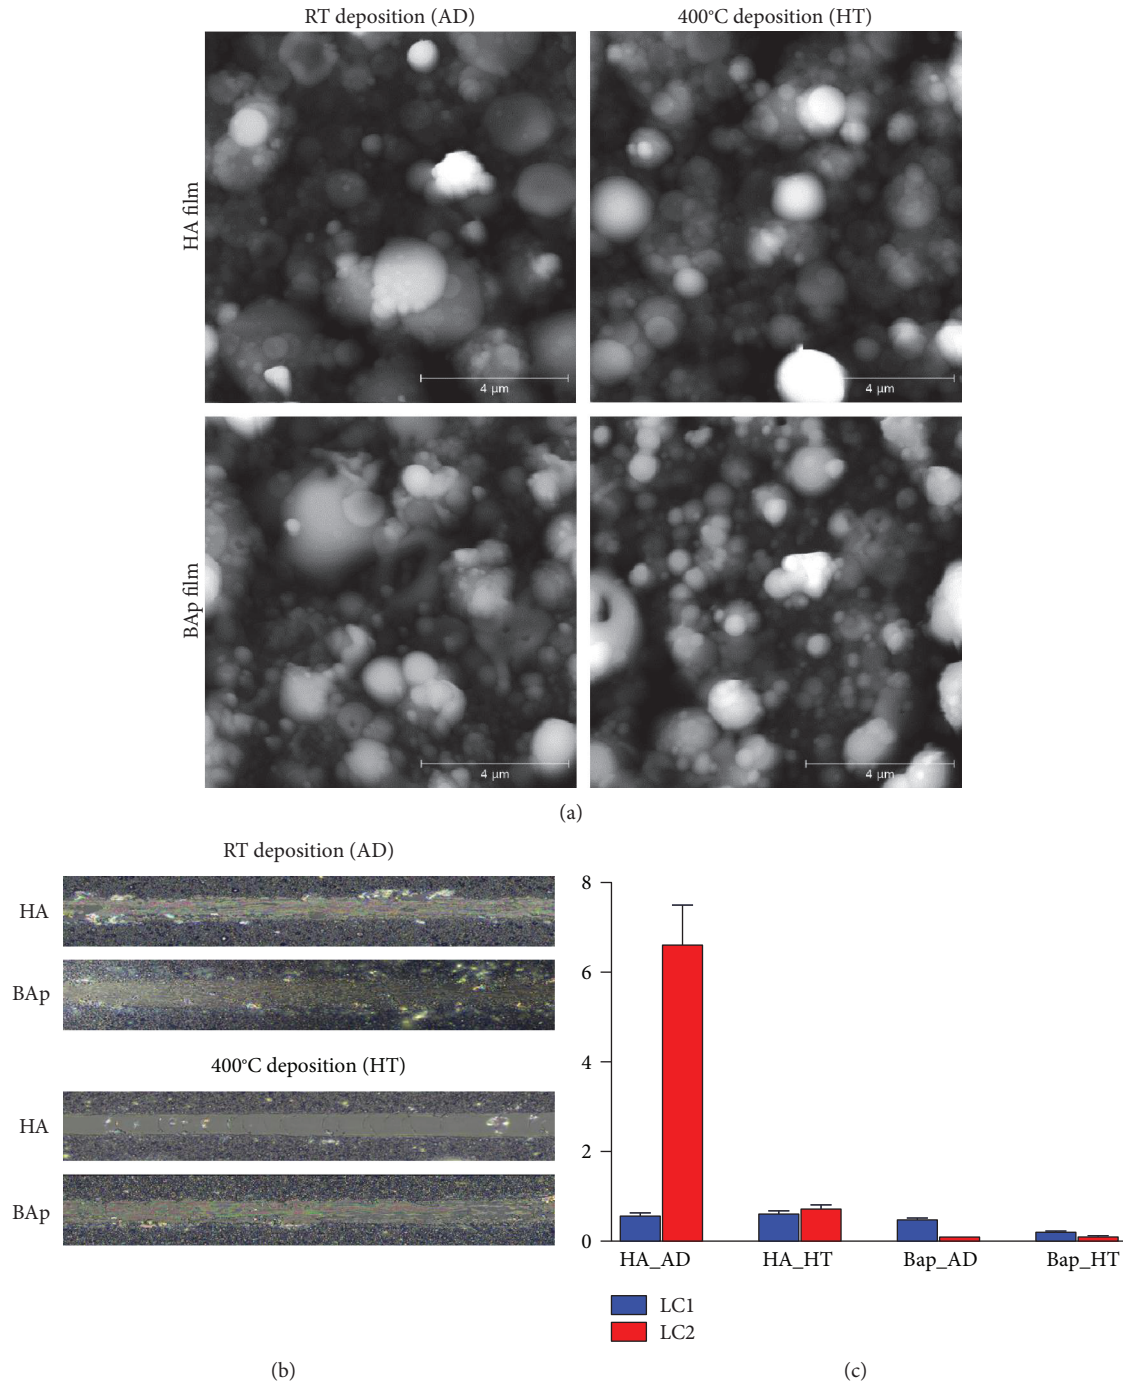 RT deposition (AD)
400°C deposition (HT)
HA film
4 µm
4 µm
BAp film
4 µm
4 µm
(a)
RT deposition (AD)
HA
BAp
400°C deposition (HT)
HA
BAp
(b)
8
6
4
2
0
HA_AD
HA_HT
Bap_AD
Bap_HT
LC1
LC2
(c)